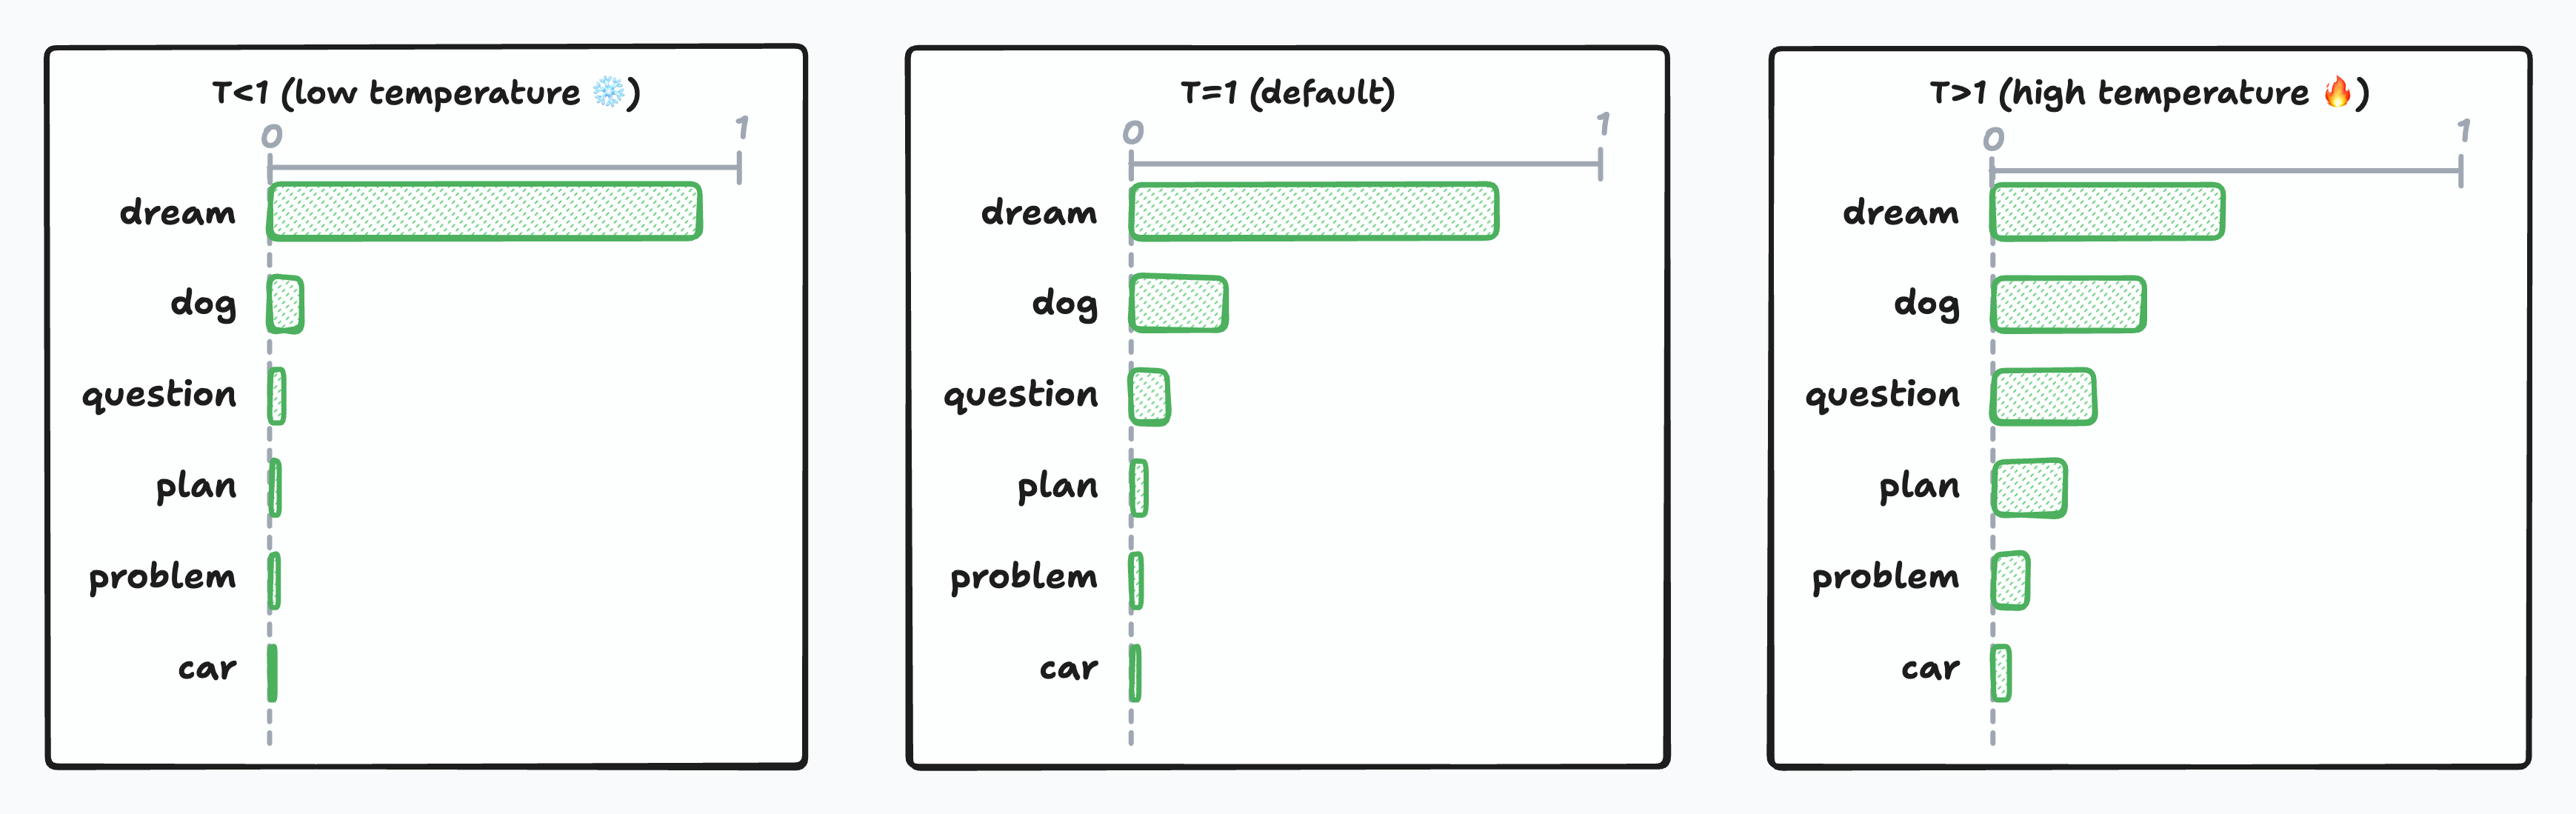 T<1 (low temperature ❄️)
0 1
dream
dog
question
plan
problem
car
T=1 (default)
0 1
dream
dog
question
plan
problem
car
T>1 (high temperature 🔥)
0 1
dream
dog
question
plan
problem
car